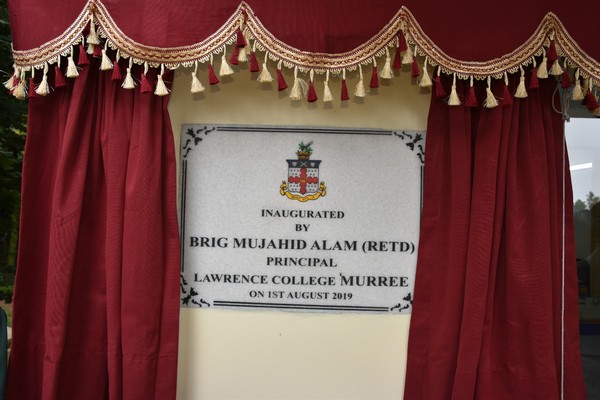 INAUGURATED
BY
BRIG MUJAHID ALAM (RETD)
PRINCIPAL
LAWRENCE COLLEGE MURREE
ON 1ST AUGUST 2019